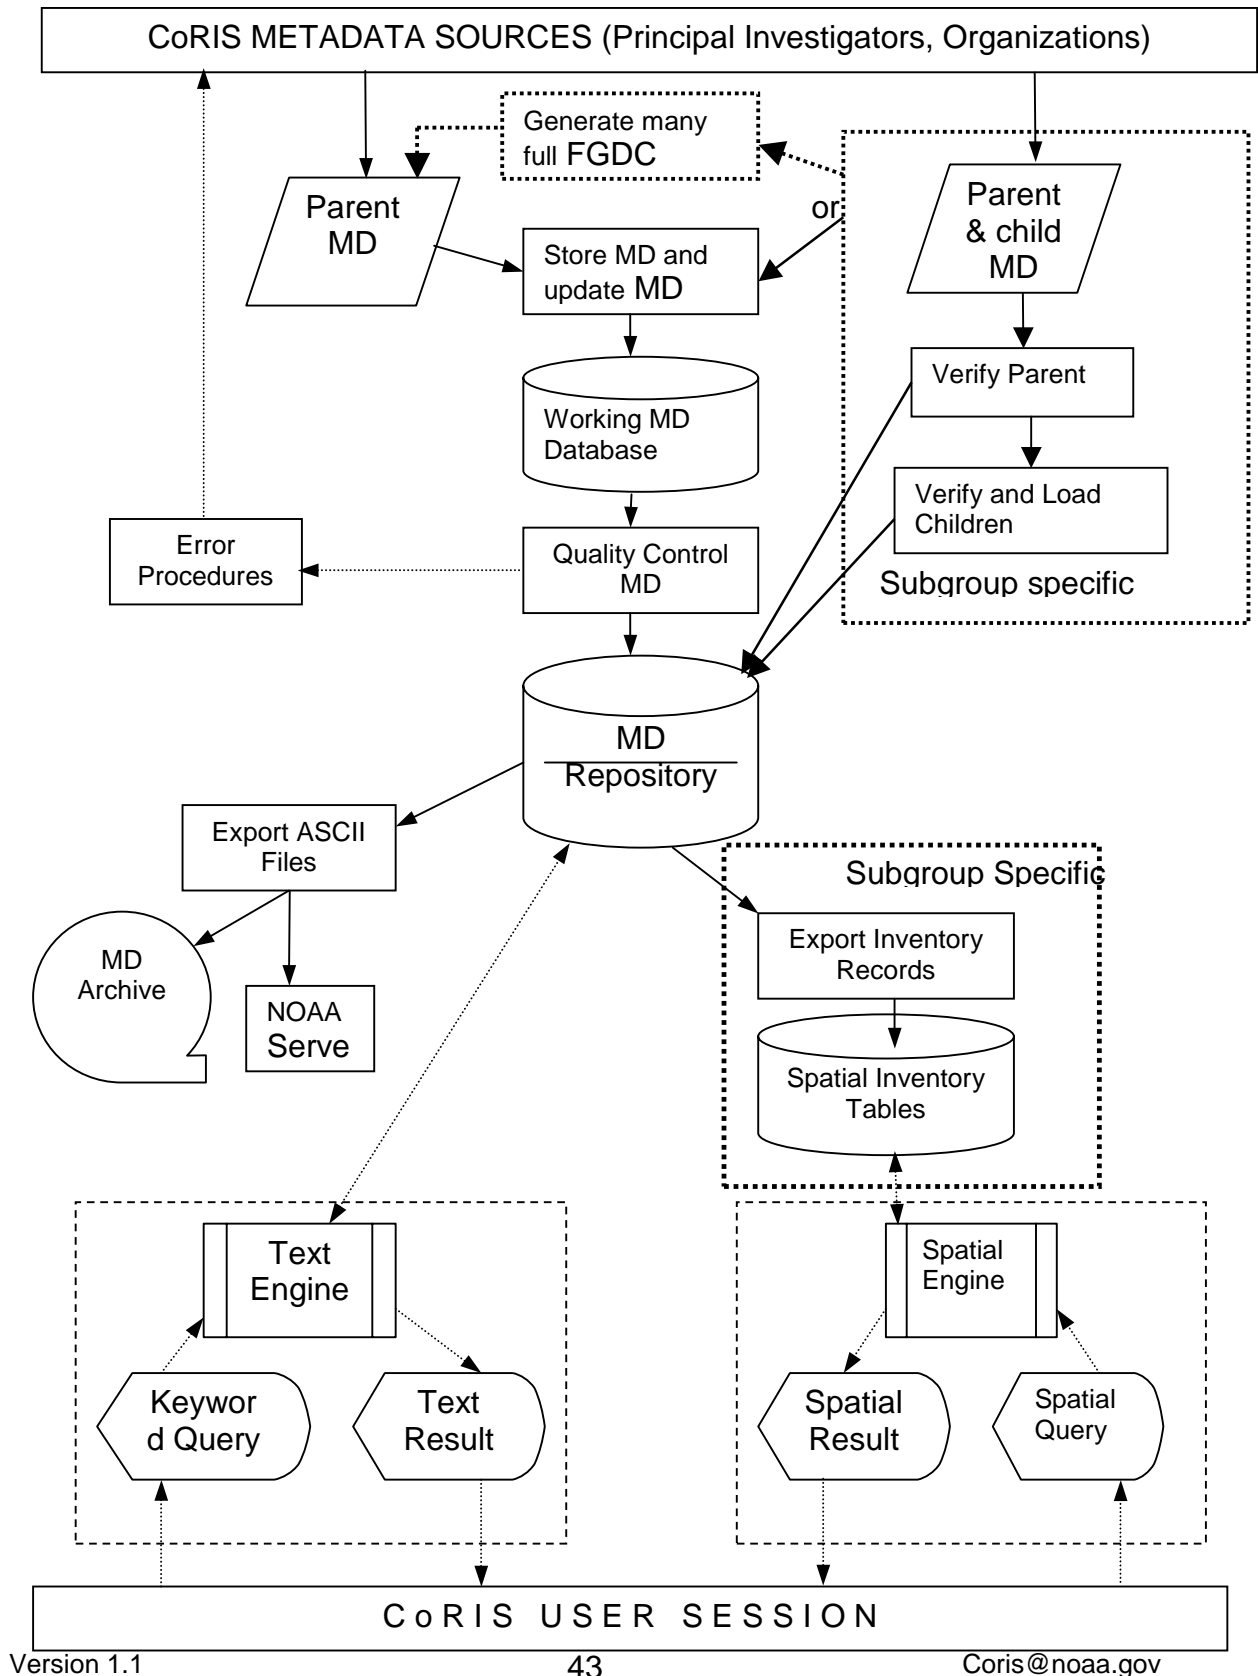 CoRIS METADATA SOURCES (Principal Investigators, Organizations)
Generate many
full FGDC
Parent
MD
or
Parent
& child
MD
Store MD and
update MD
Verify Parent
Working MD
Database
Verify and Load
Children
Error
Procedures
Quality Control
MD
Subgroup specific
MD
Repository
Export ASCII
Files
Subgroup Specific
Export Inventory
Records
MD
Archive
NOAA
Serve
Spatial Inventory
Tables
Text
Engine
Spatial
Engine
Keywor
d Query
Text
Result
Spatial
Result
Spatial
Query
CoRIS USER SESSION
Version 1.1
43
Coris@noaa.gov